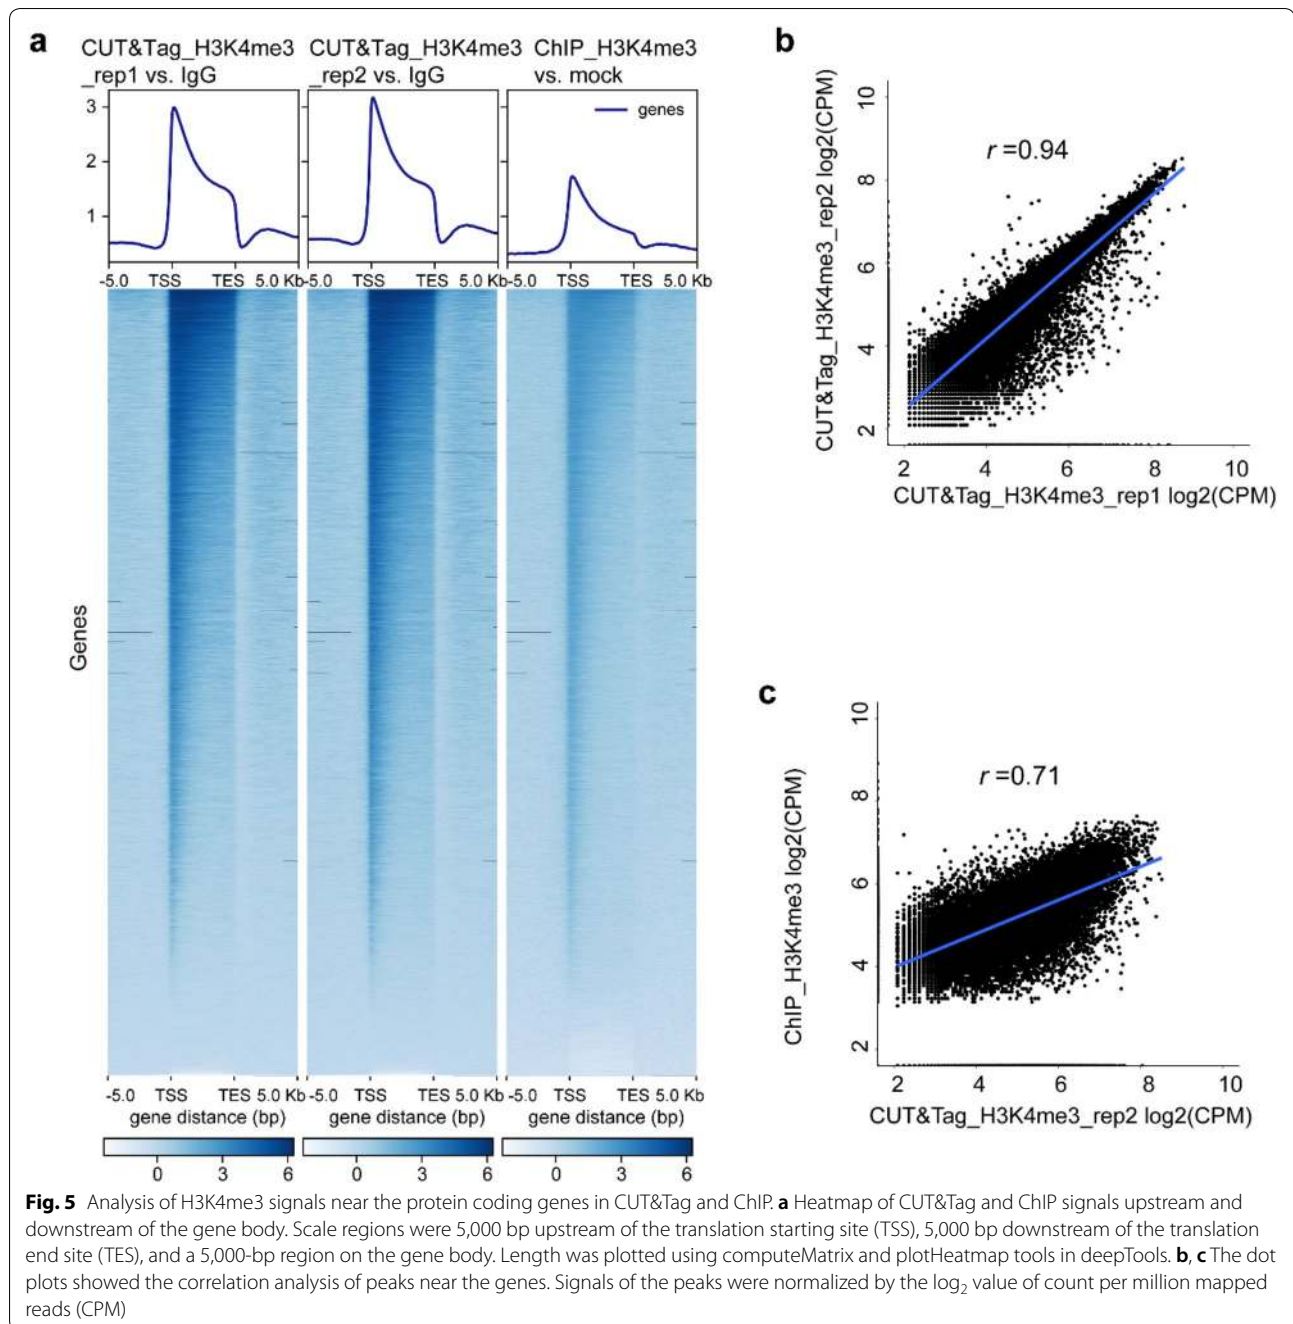 a
CUT&Tag_H3K4me3
_rep1 vs. IgG
CUT&Tag_H3K4me3
_rep2 vs. IgG
ChIP_H3K4me3
vs. mock
genes
3
2
1
-5.0 TSS TES 5.0 Kb
-5.0 TSS TES 5.0 Kb
-5.0 TSS TES 5.0 Kb
Genes
-5.0 TSS TES 5.0 Kb
-5.0 TSS TES 5.0 Kb
-5.0 TSS TES 5.0 Kb
gene distance (bp)
gene distance (bp)
gene distance (bp)
0 3 6
0 3 6
0 3 6
b
CUT&Tag_H3K4me3_rep2 log2(CPM)
10
8
6
4
2
r =0.94
2 4 6 8 10
CUT&Tag_H3K4me3_rep1 log2(CPM)
c
ChIP_H3K4me3 log2(CPM)
10
8
6
4
2
r =0.71
2 4 6 8 10
CUT&Tag_H3K4me3_rep2 log2(CPM)
Fig. 5 Analysis of H3K4me3 signals near the protein coding genes in CUT&Tag and ChIP. a Heatmap of CUT&Tag and ChIP signals upstream and
downstream of the gene body. Scale regions were 5,000 bp upstream of the translation starting site (TSS), 5,000 bp downstream of the translation
end site (TES), and a 5,000-bp region on the gene body. Length was plotted using computeMatrix and plotHeatmap tools in deepTools. b, c The dot
plots showed the correlation analysis of peaks near the genes. Signals of the peaks were normalized by the log2 value of count per million mapped
reads (CPM)